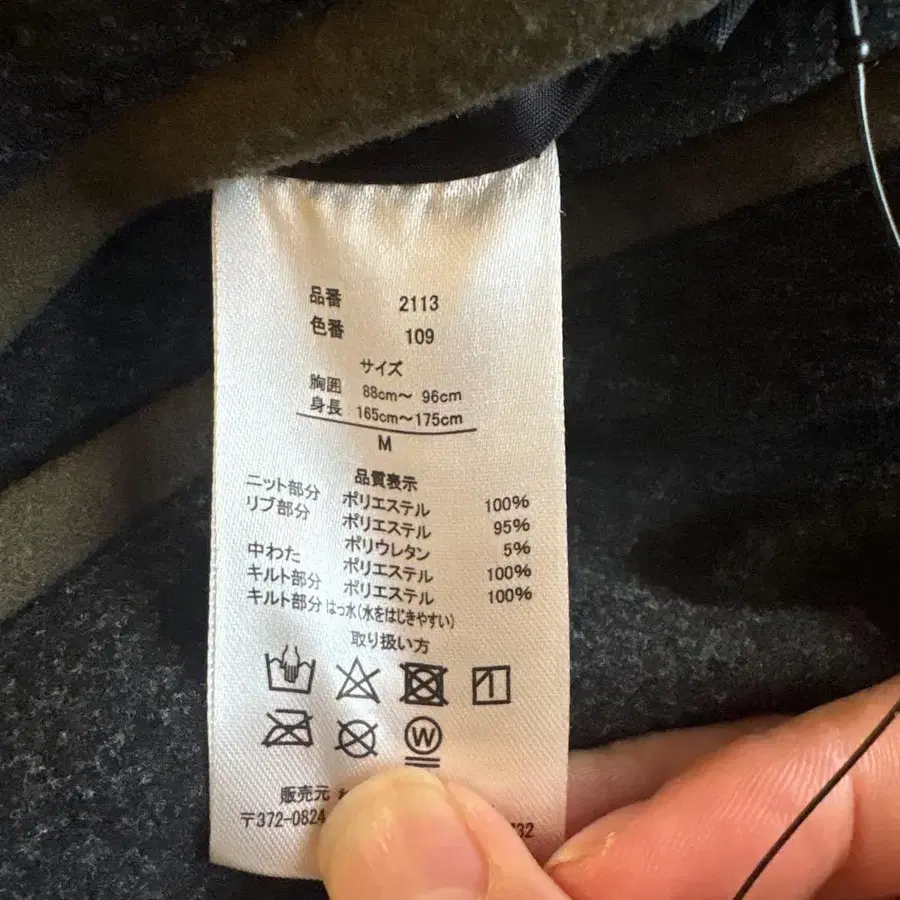 品番 2113
色番 109
サイズ
胸囲 88cm～ 96cm
身長 165cm～175cm
M
品質表示
ニット部分 ポリエステル 100%
リブ部分 ポリエステル 95%
ポリウレタン 5%
中わた ポリエステル 100%
キルト部分 ポリエステル 100%
キルト部分 はっ水(水をはじきやすい)
取り扱い方
W
販売元
〒372-0824 32